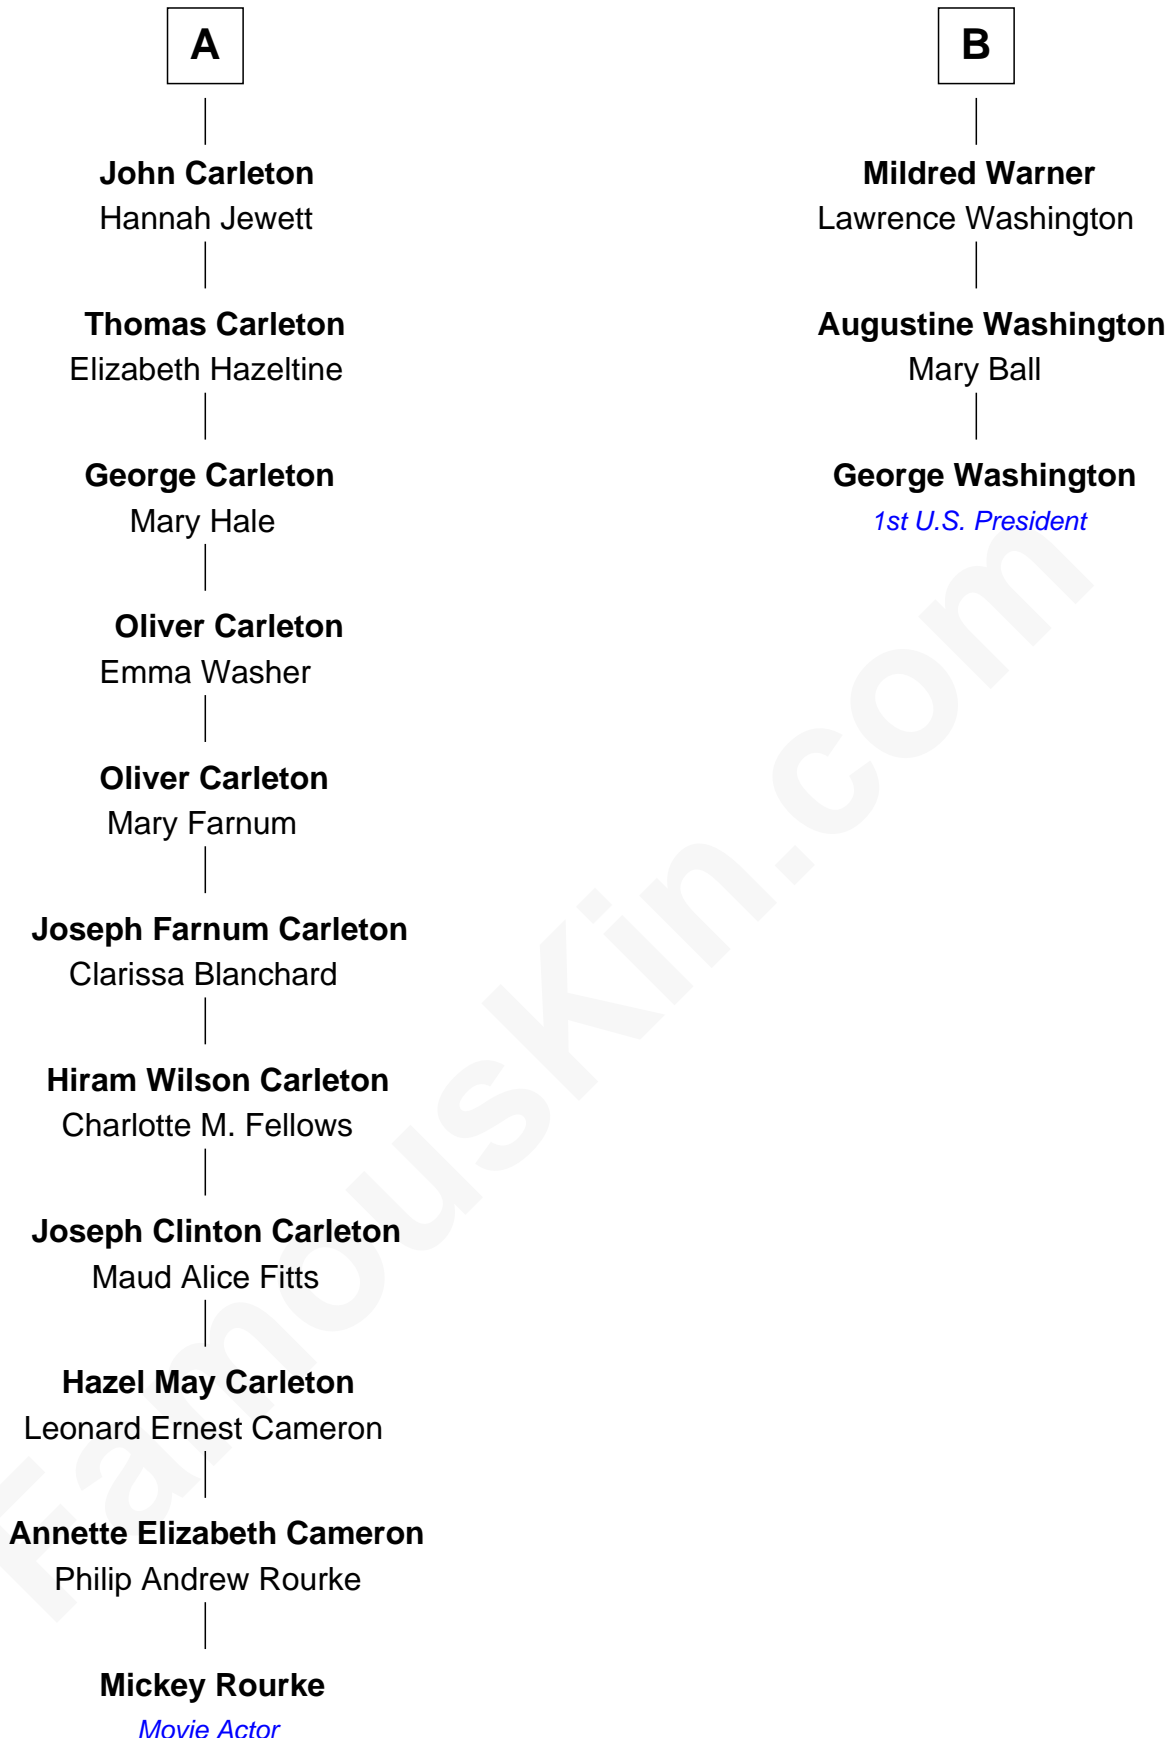 A
John Carleton
Hannah Jewett
Thomas Carleton
Elizabeth Hazeltine
George Carleton
Mary Hale
Oliver Carleton
Emma Washer
Oliver Carleton
Mary Farnum
Joseph Farnum Carleton
Clarissa Blanchard
Hiram Wilson Carleton
Charlotte M. Fellows
Joseph Clinton Carleton
Maud Alice Fitts
Hazel May Carleton
Leonard Ernest Cameron
Annette Elizabeth Cameron
Philip Andrew Rourke
Mickey Rourke
Movie Actor
B
Mildred Warner
Lawrence Washington
Augustine Washington
Mary Ball
George Washington
1st U.S. President
FamousKin.com